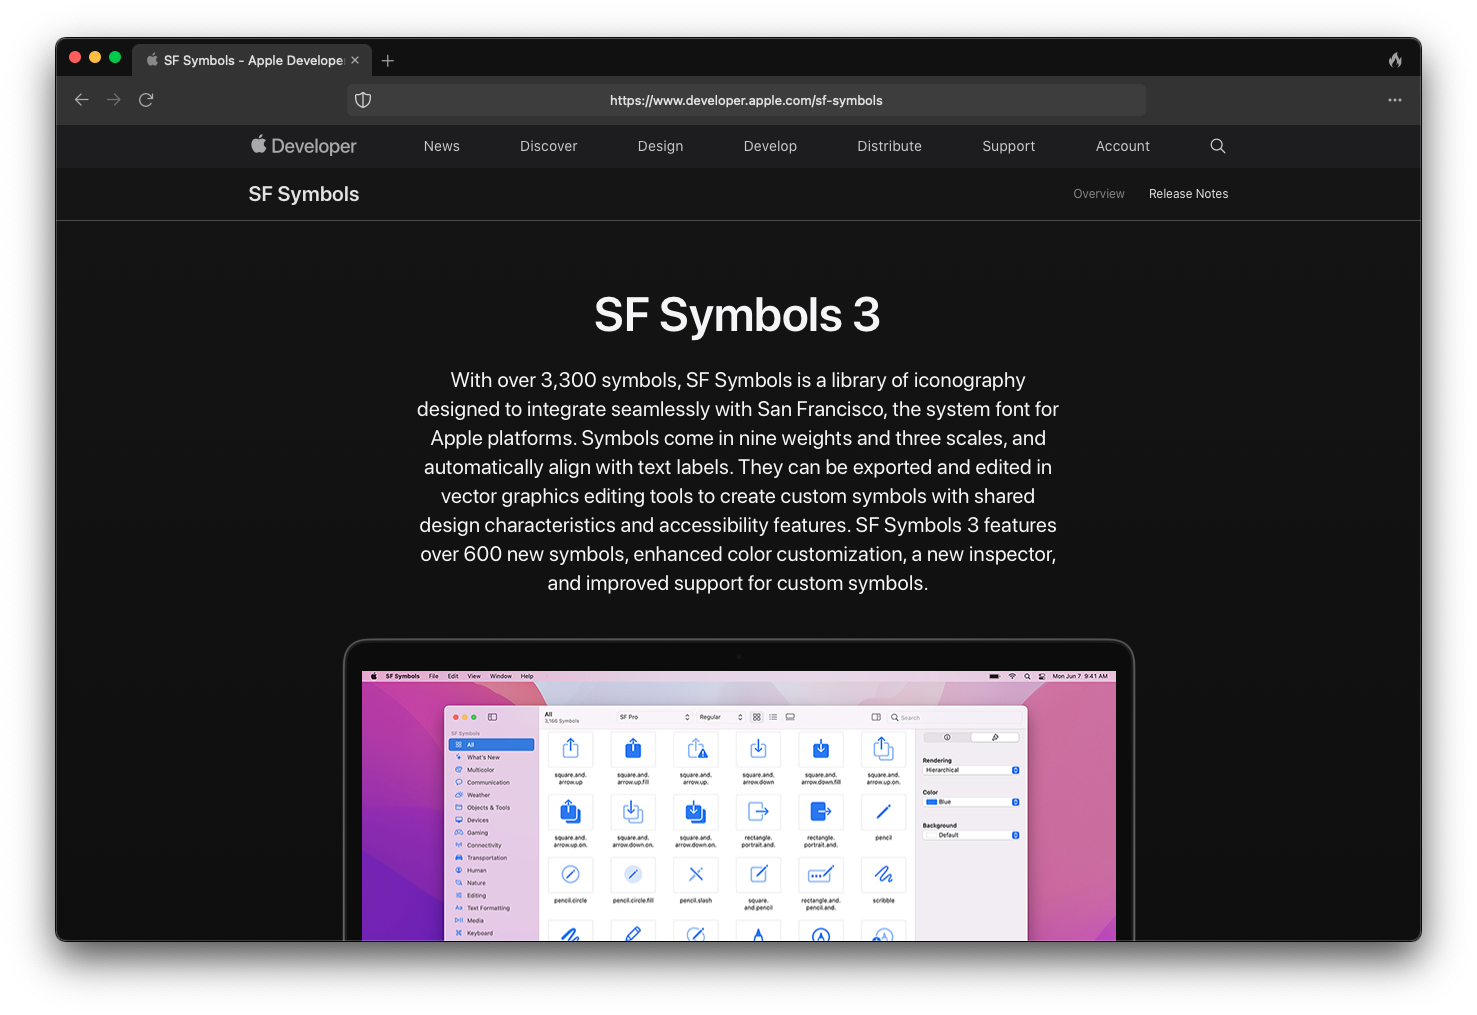 SF Symbols - Apple Develope
https://www.developer.apple.com/sf-symbols
Developer News Discover Design Develop Distribute Support Account
SF Symbols Overview Release Notes
SF Symbols 3
With over 3,300 symbols, SF Symbols is a library of iconography
designed to integrate seamlessly with San Francisco, the system font for
Apple platforms. Symbols come in nine weights and three scales, and
automatically align with text labels. They can be exported and edited in
vector graphics editing tools to create custom symbols with shared
design characteristics and accessibility features. SF Symbols 3 features
over 600 new symbols, enhanced color customization, a new inspector,
and improved support for custom symbols.
SF Symbols File Edit View Window Help Mon Jun 7 9:41 AM
All
3,166 Symbols
SF Pro Regular Search
SF Symbols
All
What's New
Multicolor
Communication
Weather
Objects & Tools
Devices
Gaming
Connectivity
Transportation
Human
Nature
Editing
Text Formatting
Media
Keyboard
square.and.
arrow.up
square.and.
arrow.up.fill
square.and.
arrow.up.
square.and.
arrow.down
square.and.
arrow.down.fill
square.and.
arrow.up.on.
square.and.
arrow.up.on.
square.and.
arrow.down.on.
square.and.
arrow.down.on.
rectangle.
portrait.and.
rectangle.
portrait.and.
pencil
pencil.circle
pencil.circle.fill
pencil.slash
square.
and.pencil
rectangle.and.
pencil.and.
scribble
Rendering
Hierarchical
Color
Blue
Background
Default